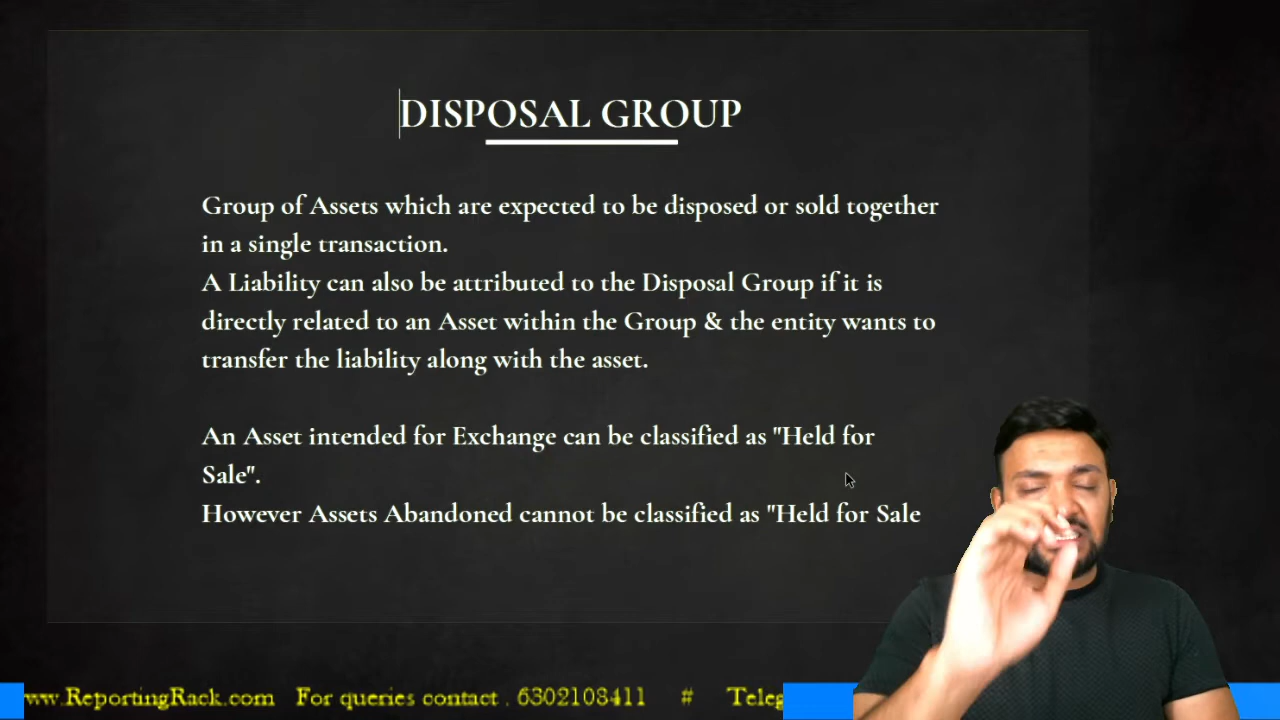 DISPOSAL GROUP
Group of Assets which are expected to be disposed or sold together
in a single transaction.
A Liability can also be attributed to the Disposal Group if it is
directly related to an Asset within the Group & the entity wants to
transfer the liability along with the asset.
An Asset intended for Exchange can be classified as "Held for
Sale".
However Assets Abandoned cannot be classified as "Held for Sale
ww.ReportingRack.com For queries contact . 6302108411 # Teleg